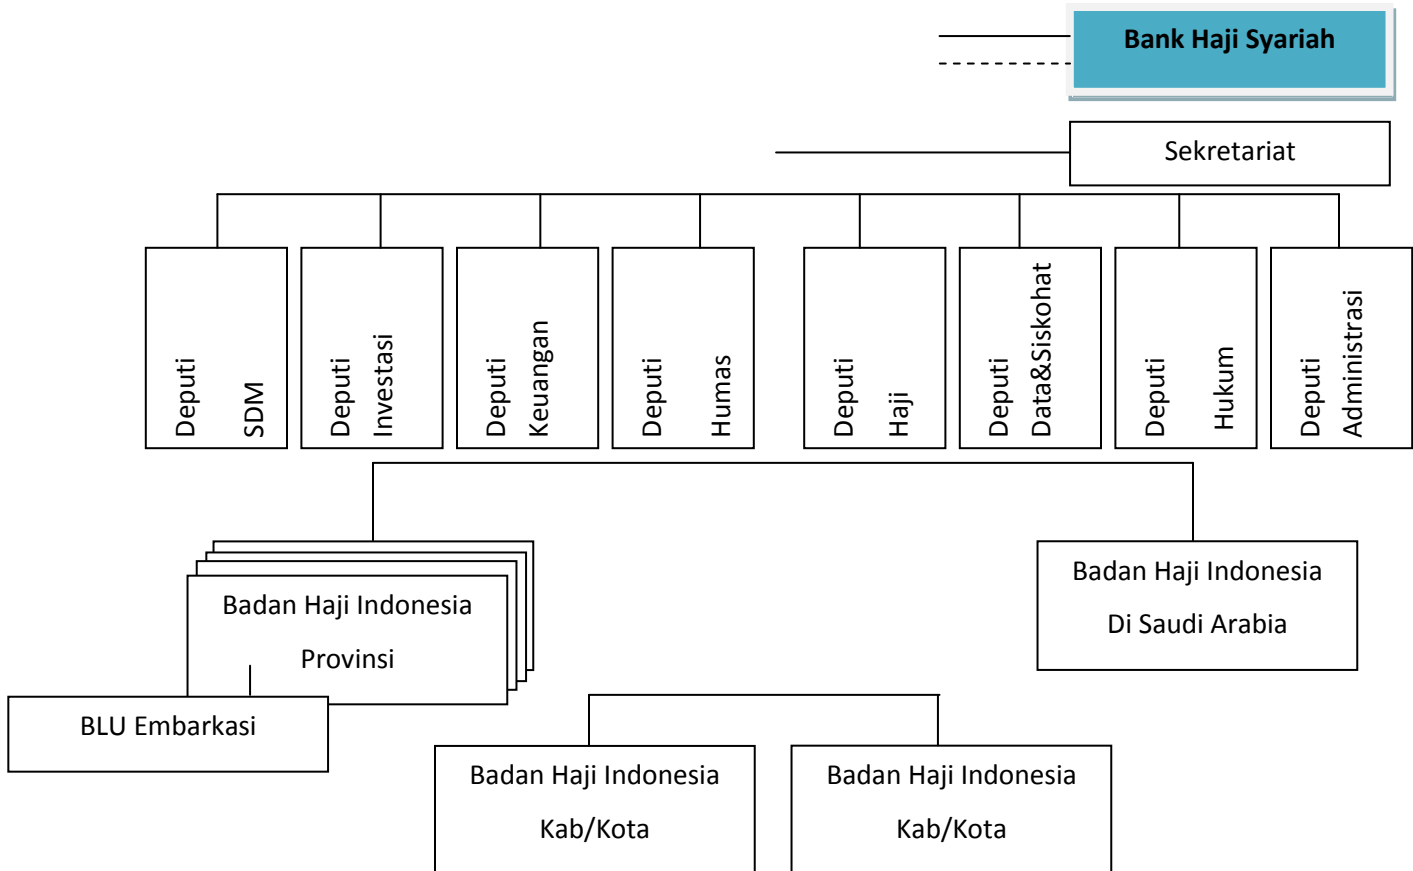 Bank Haji Syariah
Sekretariat
Deputi
SDM
Deputi
Investasi
Deputi
Keuangan
Deputi
Humas
Deputi
Haji
Deputi
Data&Siskohat
Deputi
Hukum
Deputi
Administrasi
Badan Haji Indonesia
Provinsi
Badan Haji Indonesia
Di Saudi Arabia
BLU Embarkasi
Badan Haji Indonesia
Kab/Kota
Badan Haji Indonesia
Kab/Kota